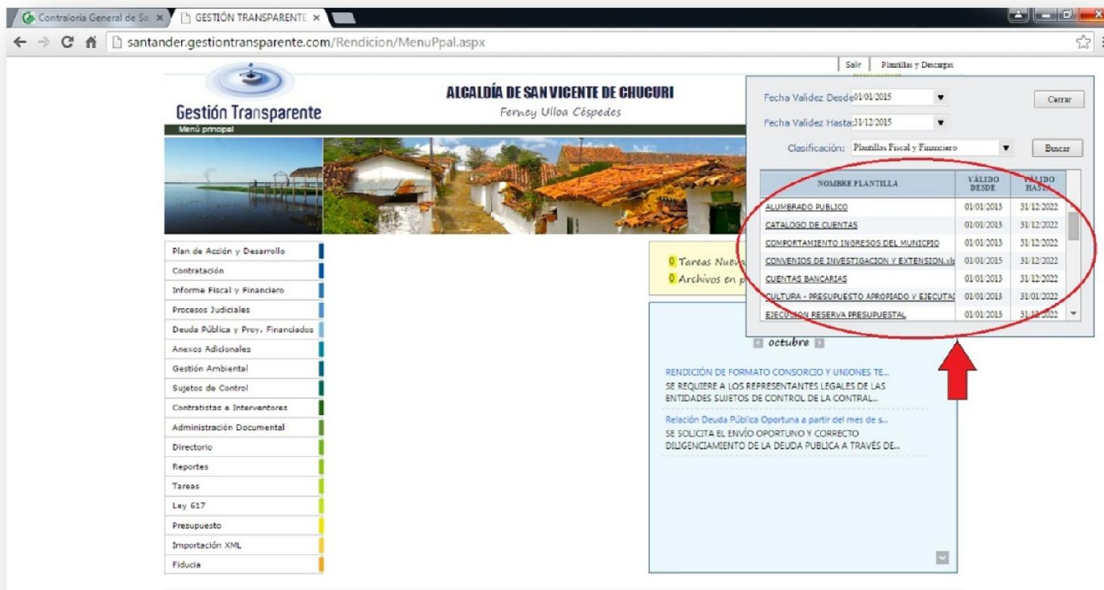 Contraloría General de Sa
GESTIÓN TRANSPARENTE
santander.gestiontransparente.com/Rendicion/MenuPpal.aspx
Salir | Plantillas y Descargas
Gestión Transparente
ALCALDÍA DE SAN VICENTE DE CHUCURI
Ferney Ulloa Céspedes
Menú principal
Fecha Validez Desde 01/01/2015
Cerrar
Fecha Validez Hasta: 31/12/2015
Clasificación: Plantillas Fiscal y Financiero
Buscar
NOMBRE PLANTILLA VÁLIDO DESDE VÁLIDO HASTA
ALUMBRADO PUBLICO 01/01/2013 31/12/2022
CATALOGO DE CUENTAS 01/01/2013 31/12/2022
COMPORTAMIENTO INGRESOS DEL MUNICPIO 01/01/2013 31/12/2022
CONVENIOS DE INVESTIGACION Y EXTENSION.xls 01/01/2015 31/12/2022
CUENTAS BANCARIAS 01/01/2013 31/12/2022
CULTURA - PRESUPUESTO APROPIADO Y EJECUTAD 01/01/2013 31/01/2022
EJECUCION RESERVA PRESUPUESTAL 01/01/2013 31/12/2022
Plan de Acción y Desarrollo
Contratación
Informe Fiscal y Financiero
Procesos Judiciales
Deuda Pública y Proy. Financiados
Anexos Adicionales
Gestión Ambiental
Sujetos de Control
Contratistas e Interventores
Administración Documental
Directorio
Reportes
Tareas
Ley 617
Presupuesto
Importación XML
Fiducia
0 Tareas Nuev
0 Archivos en p
octubre
RENDICIÓN DE FORMATO CONSORCIO Y UNIONES TE...
SE REQUIERE A LOS REPRESENTANTES LEGALES DE LAS
ENTIDADES SUJETOS DE CONTROL DE LA CONTRAL...
Relación Deuda Pública Oportuna a partir del mes de s...
SE SOLICITA EL ENVÍO OPORTUNO Y CORRECTO
DILIGENCIAMIENTO DE LA DEUDA PUBLICA A TRAVÉS DE...